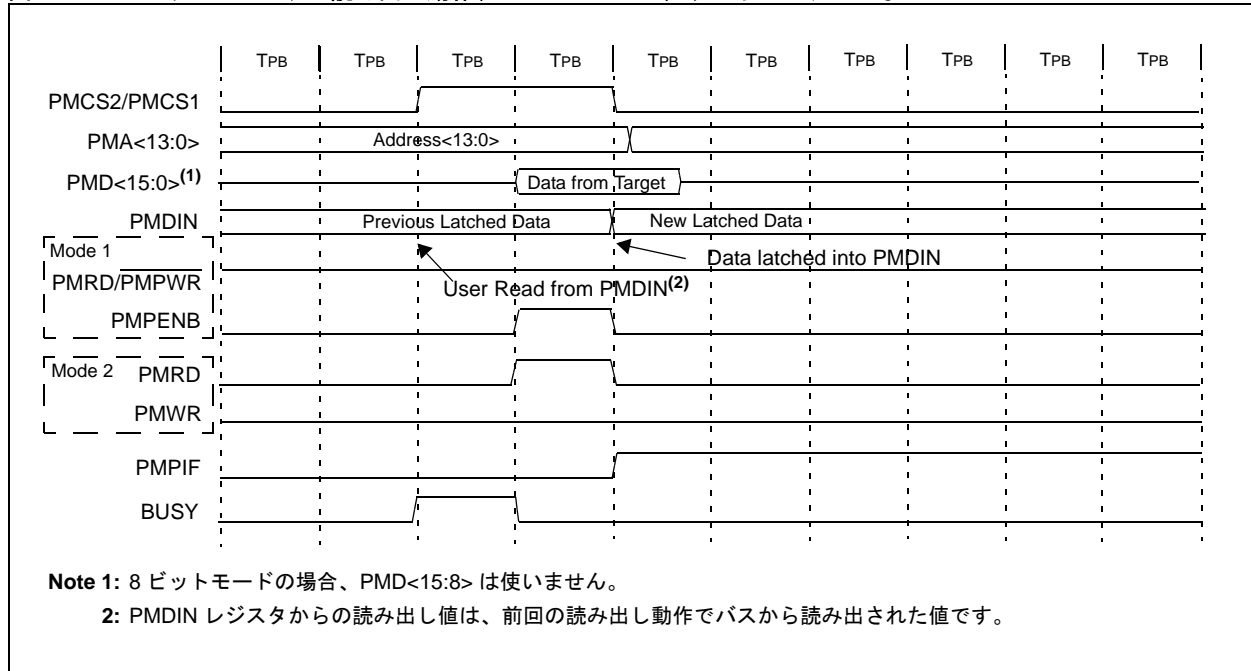 TPB TPB TPB TPB TPB TPB TPB TPB TPB TPB
PMCS2/PMCS1
PMA<13:0> Address<13:0>
PMD<15:0>(1) Data from Target
PMDIN Previous Latched Data New Latched Data
Mode 1
Data latched into PMDIN
PMRD/PMPWR
User Read from PMDIN(2)
PMPENB
Mode 2 PMRD
PMWR
PMPIF
BUSY
Note 1: 8 ビットモードの場合、PMD<15:8> は使いません。
2: PMDIN レジスタからの読み出し値は、前回の読み出し動作でバスから読み出された値です。